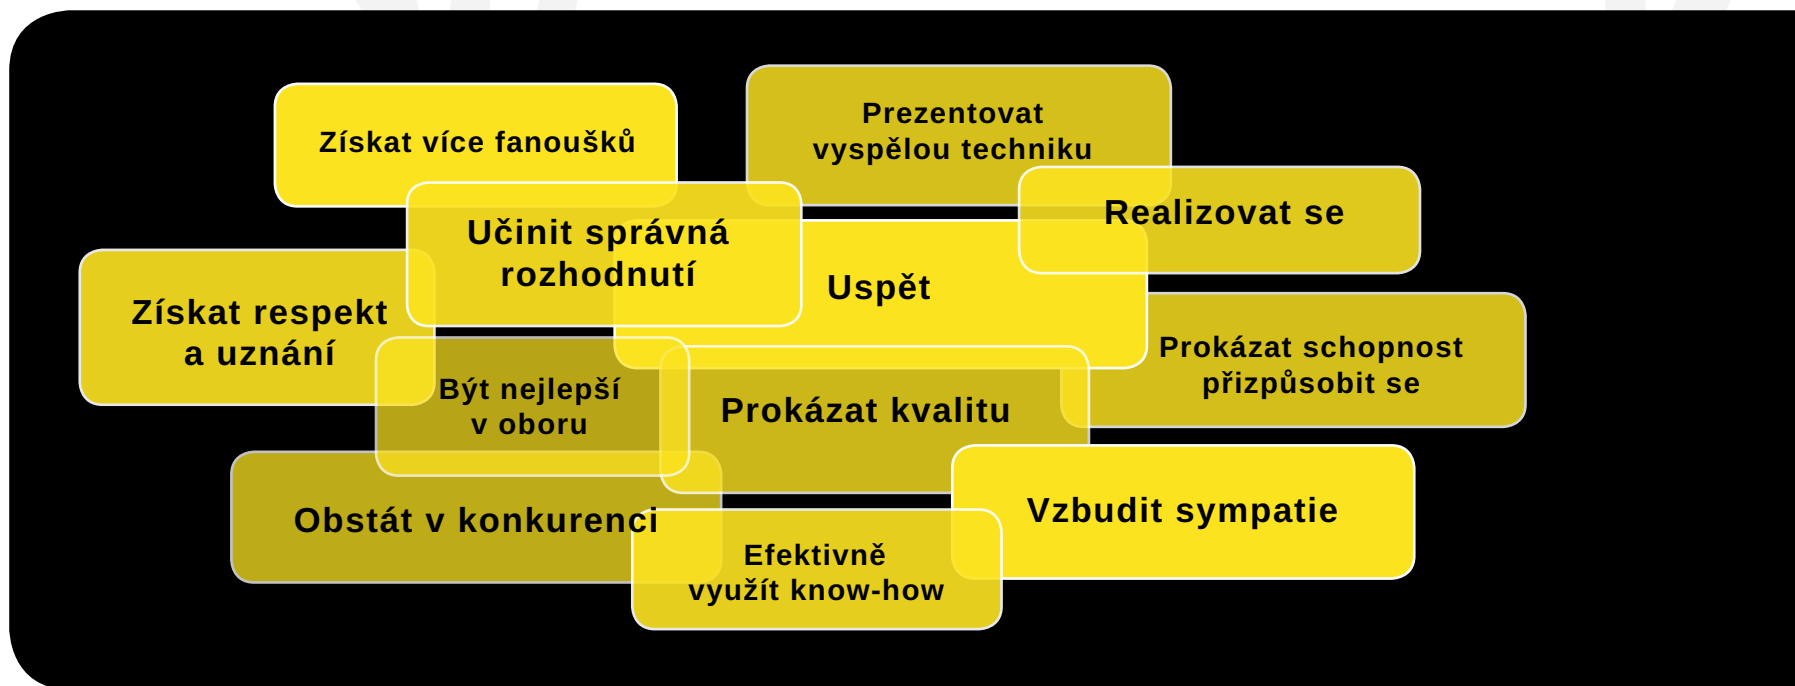 Získat více fanoušků
Prezentovat
vyspělou techniku
Realizovat se
Učinit správná
rozhodnutí
Uspět
Získat respekt
a uznání
Prokázat schopnost
přizpůsobit se
Být nejlepší
v oboru
Prokázat kvalitu
Obstát v konkurenci
Vzbudit sympatie
Efektivně
využít know-how